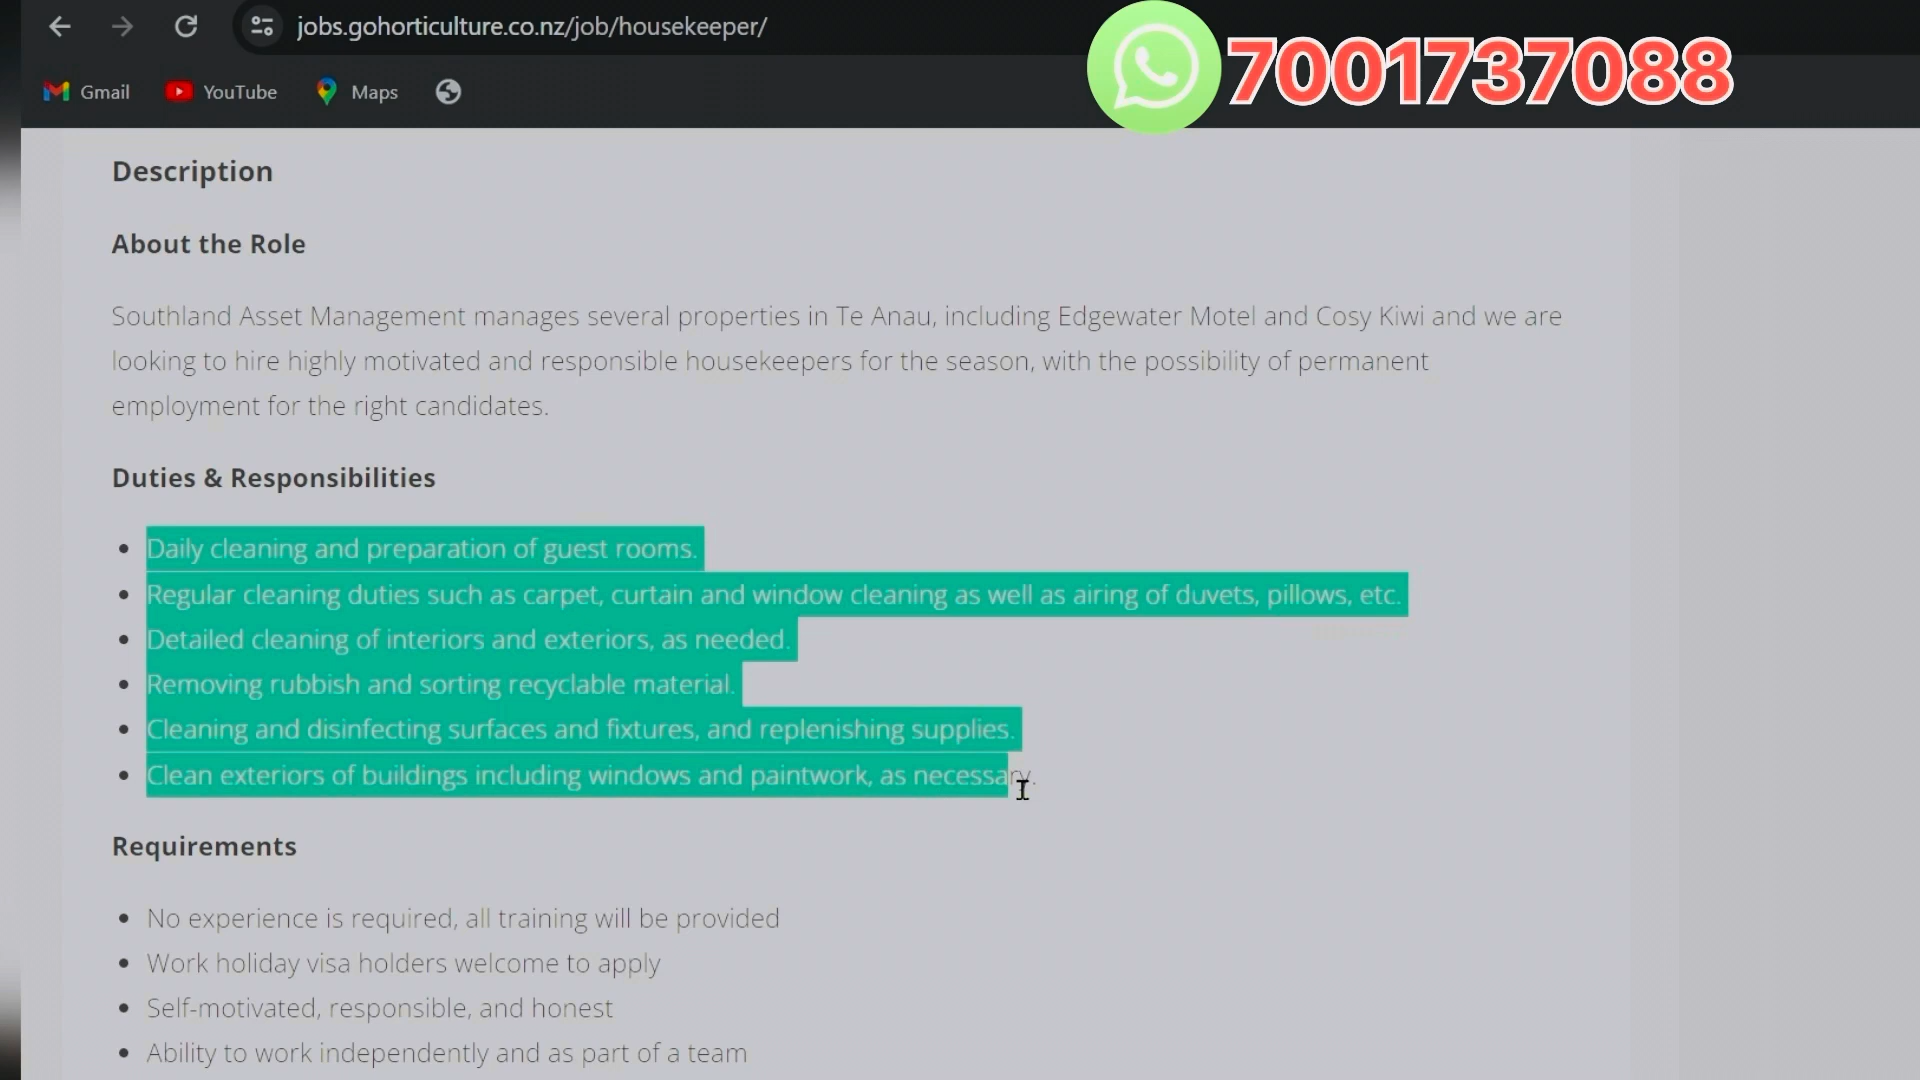 jobs.gohorticulture.co.nz/job/housekeeper/
7001737088
Gmail YouTube Maps
Description
About the Role
Southland Asset Management manages several properties in Te Anau, including Edgewater Motel and Cosy Kiwi and we are
looking to hire highly motivated and responsible housekeepers for the season, with the possibility of permanent
employment for the right candidates.
Duties & Responsibilities
Daily cleaning and preparation of guest rooms.
Regular cleaning duties such as carpet, curtain and window cleaning as well as airing of duvets, pillows, etc.
Detailed cleaning of interiors and exteriors, as needed.
Removing rubbish and sorting recyclable material.
Cleaning and disinfecting surfaces and fixtures, and replenishing supplies.
Clean exteriors of buildings including windows and paintwork, as necessary.
Requirements
No experience is required, all training will be provided
Work holiday visa holders welcome to apply
Self-motivated, responsible, and honest
Ability to work independently and as part of a team